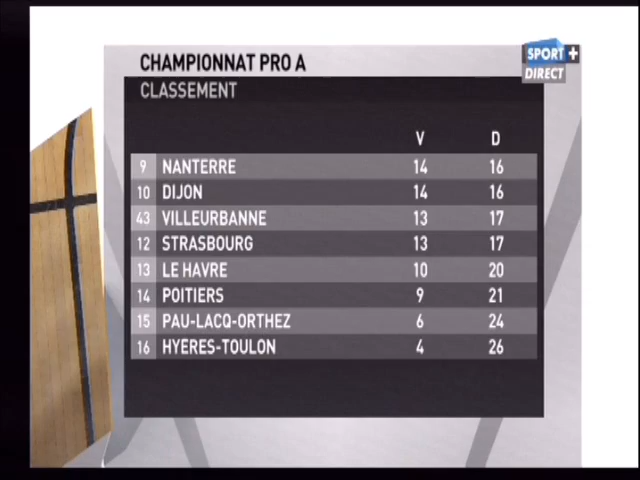 CHAMPIONNAT PRO A
SPORT+
DIRECT
CLASSEMENT
V D
9 NANTERRE 14 16
10 DIJON 14 16
43 VILLEURBANNE 13 17
12 STRASBOURG 13 17
13 LE HAVRE 10 20
14 POITIERS 9 21
15 PAU-LACQ-ORTHEZ 6 24
16 HYERES-TOULON 4 26